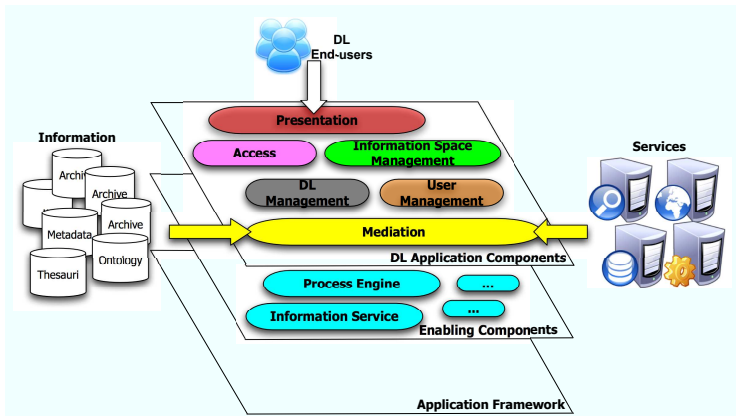 DL
End-users
Presentation
Information
Access
Information Space
Management
Services
Archive
Archive
DL
Management
User
Management
Archive
Metadata
Mediation
Ontology
Thesauri
DL Application Components
Process Engine
...
Information Service
...
Enabling Components
Application Framework